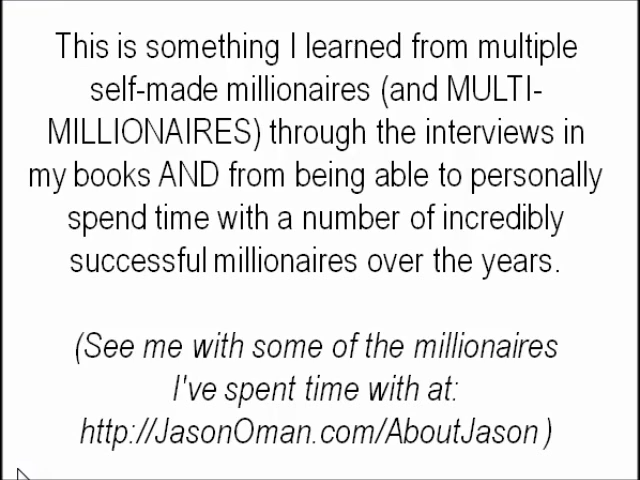 This is something I learned from multiple
self-made millionaires (and MULTI-
MILLIONAIRES) through the interviews in
my books AND from being able to personally
spend time with a number of incredibly
successful millionaires over the years.
(See me with some of the millionaires
I've spent time with at:
http://JasonOman.com/AboutJason )